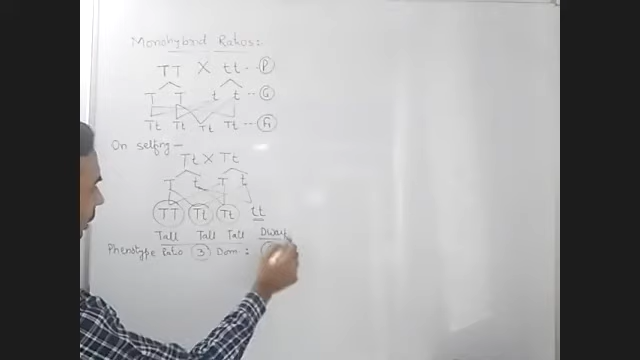 Monohybrid Ratios:
TT X tt -- P
T T t t -- G
Tt Tt Tt Tt -- F1
On selfing -
Tt X Tt
T t T t
TT Tt Tt tt
Tall Tall Tall Dwarf
Phenotype Ratio 3 Dom :